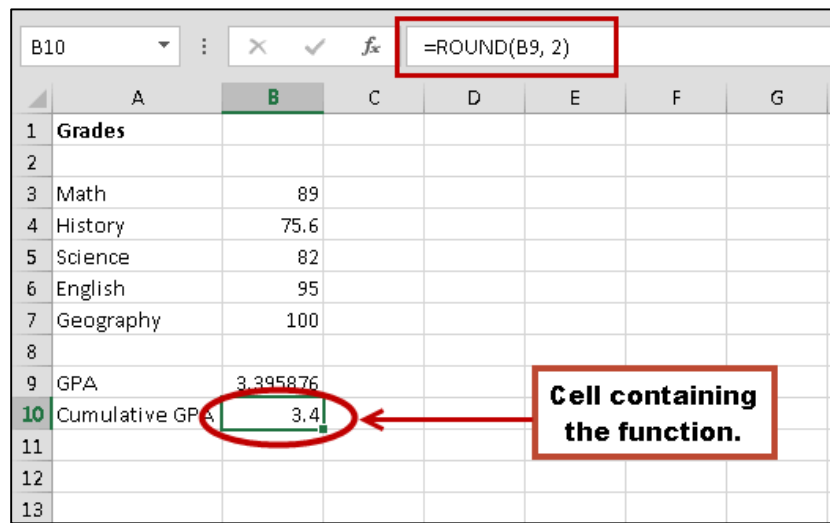 B10 fx =ROUND(B9, 2)
A B C D E F G
1 Grades
2
3 Math 89
4 History 75.6
5 Science 82
6 English 95
7 Geography 100
8
9 GPA 3.395876
10 Cumulative GPA 3.4
Cell containing
the function.
11
12
13